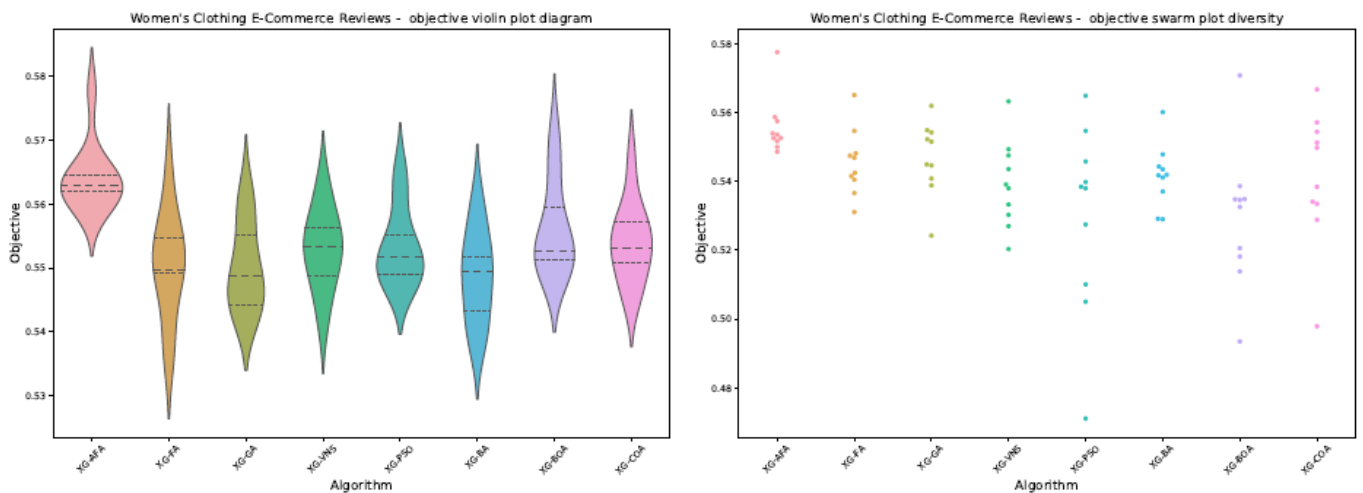 Women's Clothing E-Commerce Reviews - objective violin plot diagram
Objective
0.58
0.57
0.56
0.55
0.54
0.53
XG-AFA
XG-FA
XG-GA
XG-VNS
XG-PSO
XG-BA
XG-BOA
XG-COA
Algorithm
Women's Clothing E-Commerce Reviews - objective swarm plot diversity
Objective
0.58
0.56
0.54
0.52
0.50
0.48
XG-AFA
XG-FA
XG-GA
XG-VNS
XG-PSO
XG-BA
XG-BOA
XG-COA
Algorithm